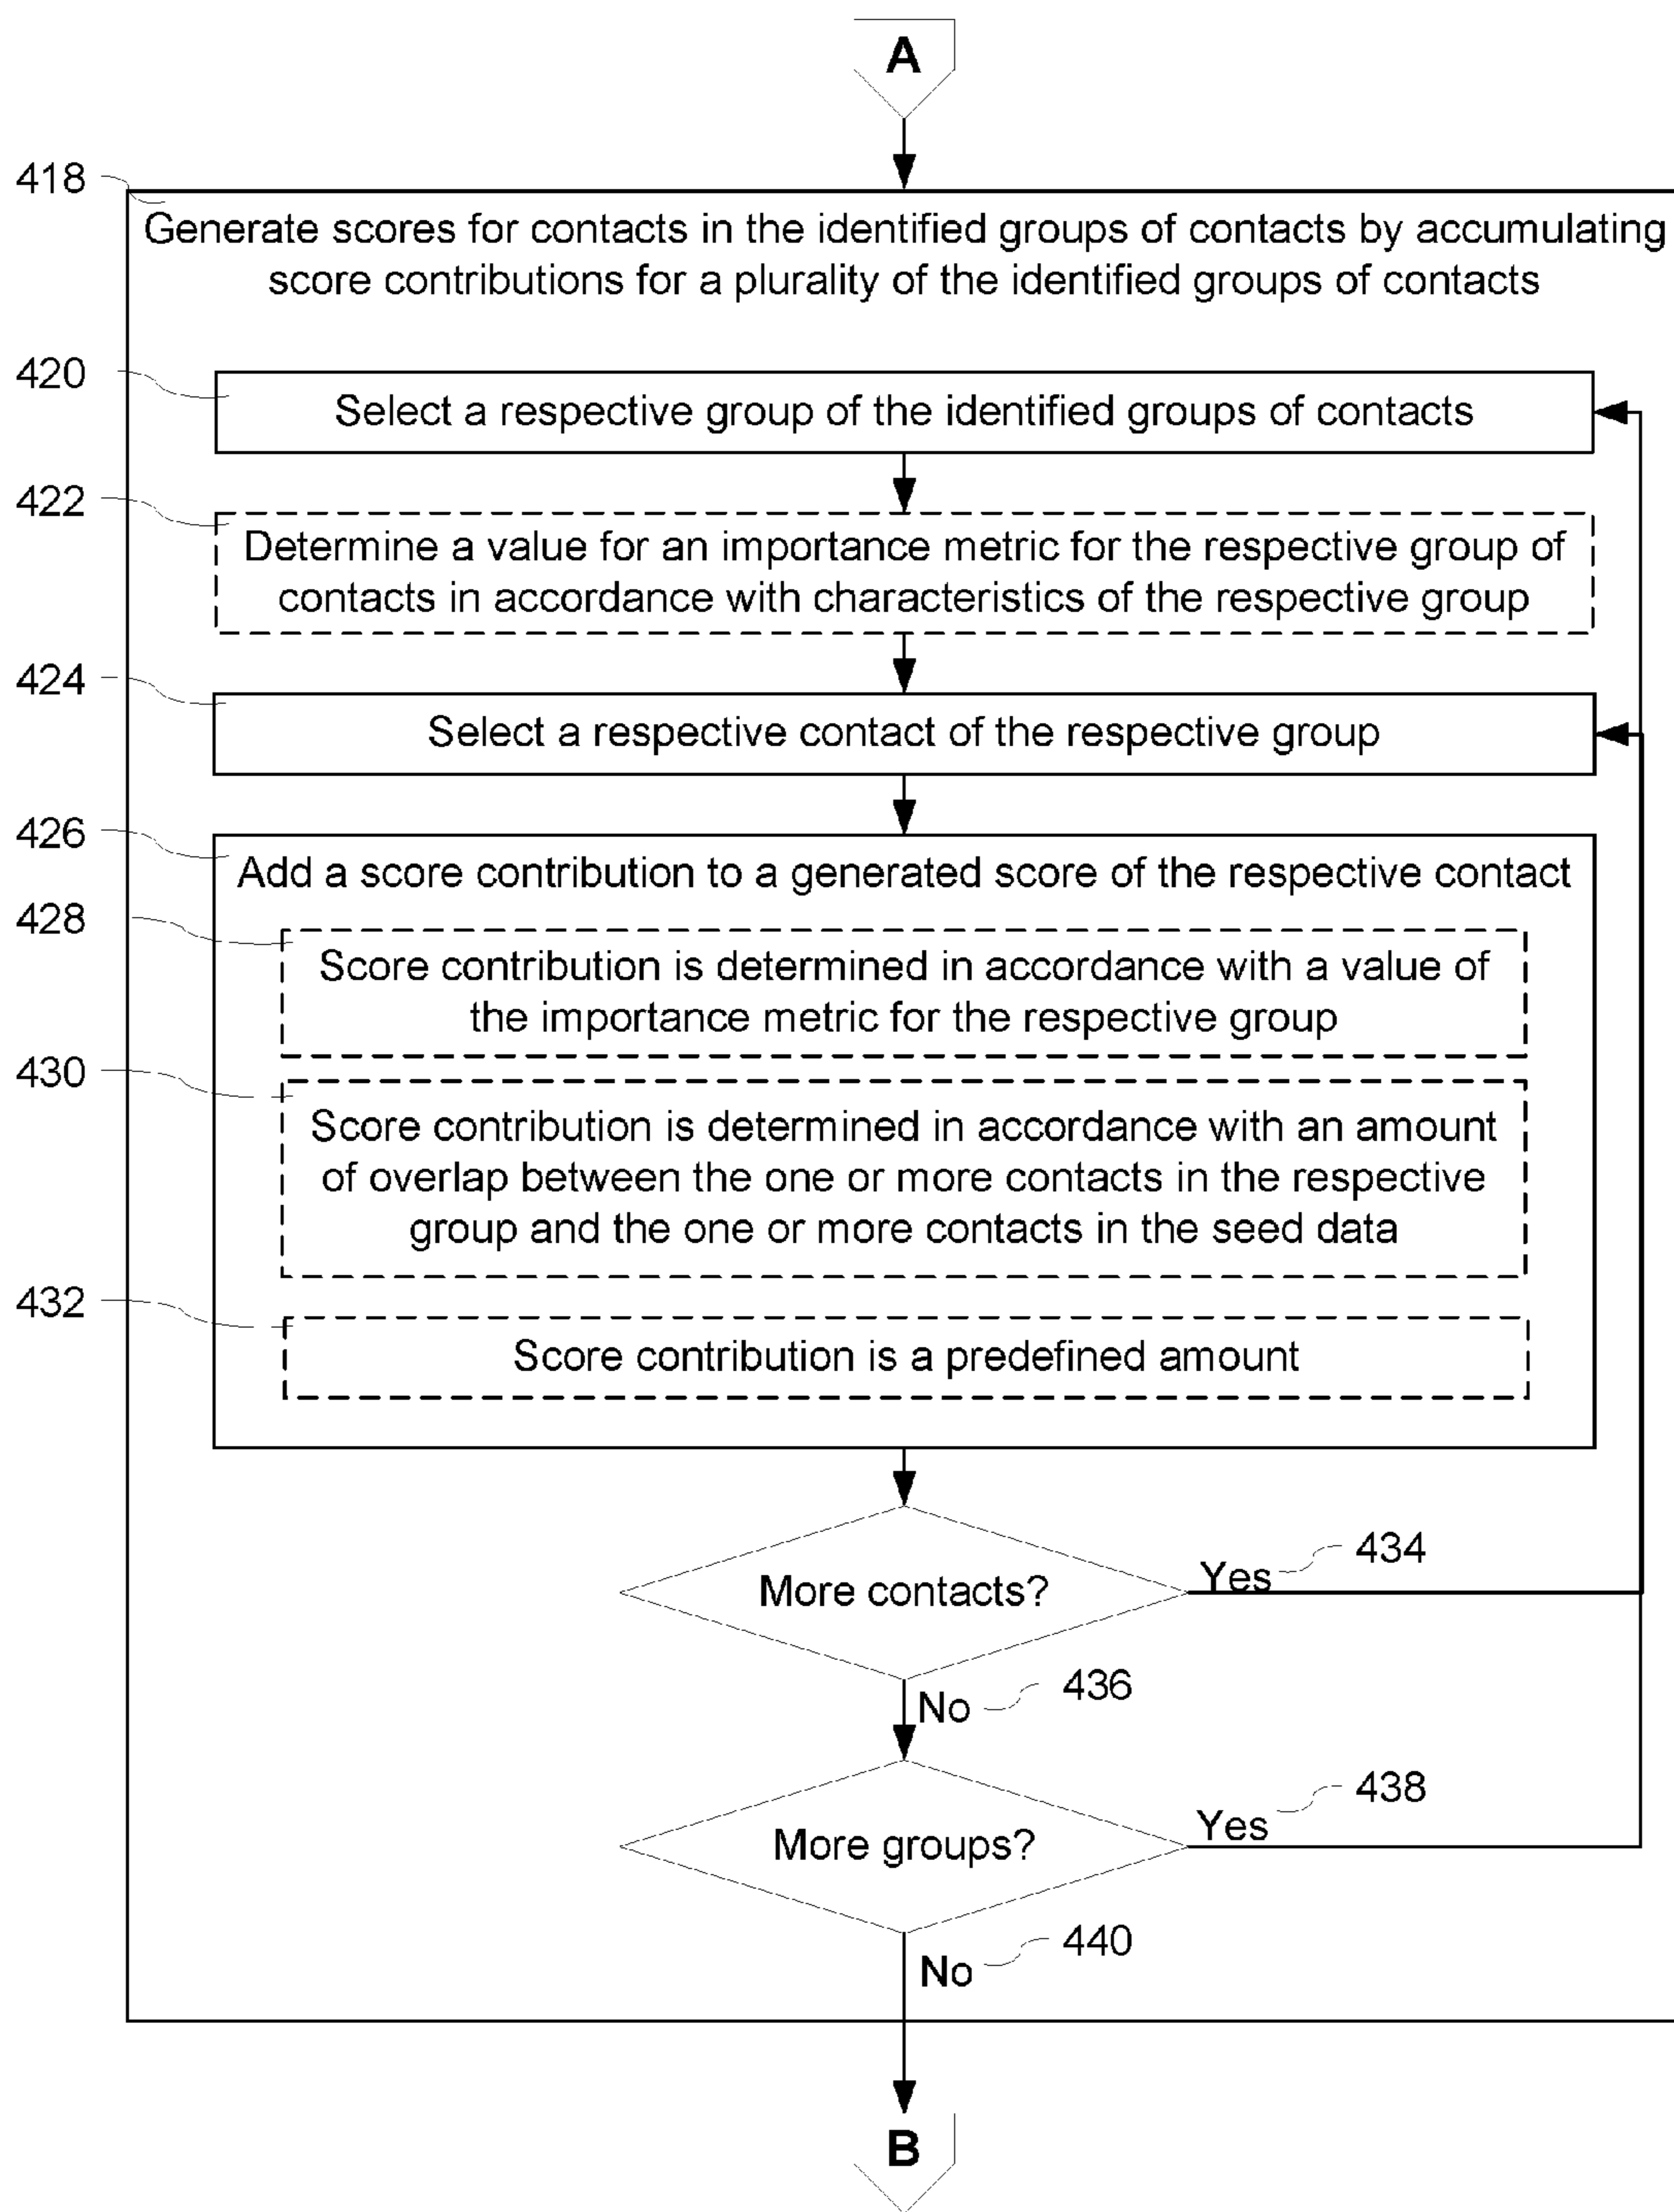 A
418
Generate scores for contacts in the identified groups of contacts by accumulating
score contributions for a plurality of the identified groups of contacts
420
Select a respective group of the identified groups of contacts
422
Determine a value for an importance metric for the respective group of
contacts in accordance with characteristics of the respective group
424
Select a respective contact of the respective group
426
Add a score contribution to a generated score of the respective contact
428
Score contribution is determined in accordance with a value of
the importance metric for the respective group
430
Score contribution is determined in accordance with an amount
of overlap between the one or more contacts in the respective
group and the one or more contacts in the seed data
432
Score contribution is a predefined amount
More contacts?
Yes
434
No
436
More groups?
Yes
438
No
440
B